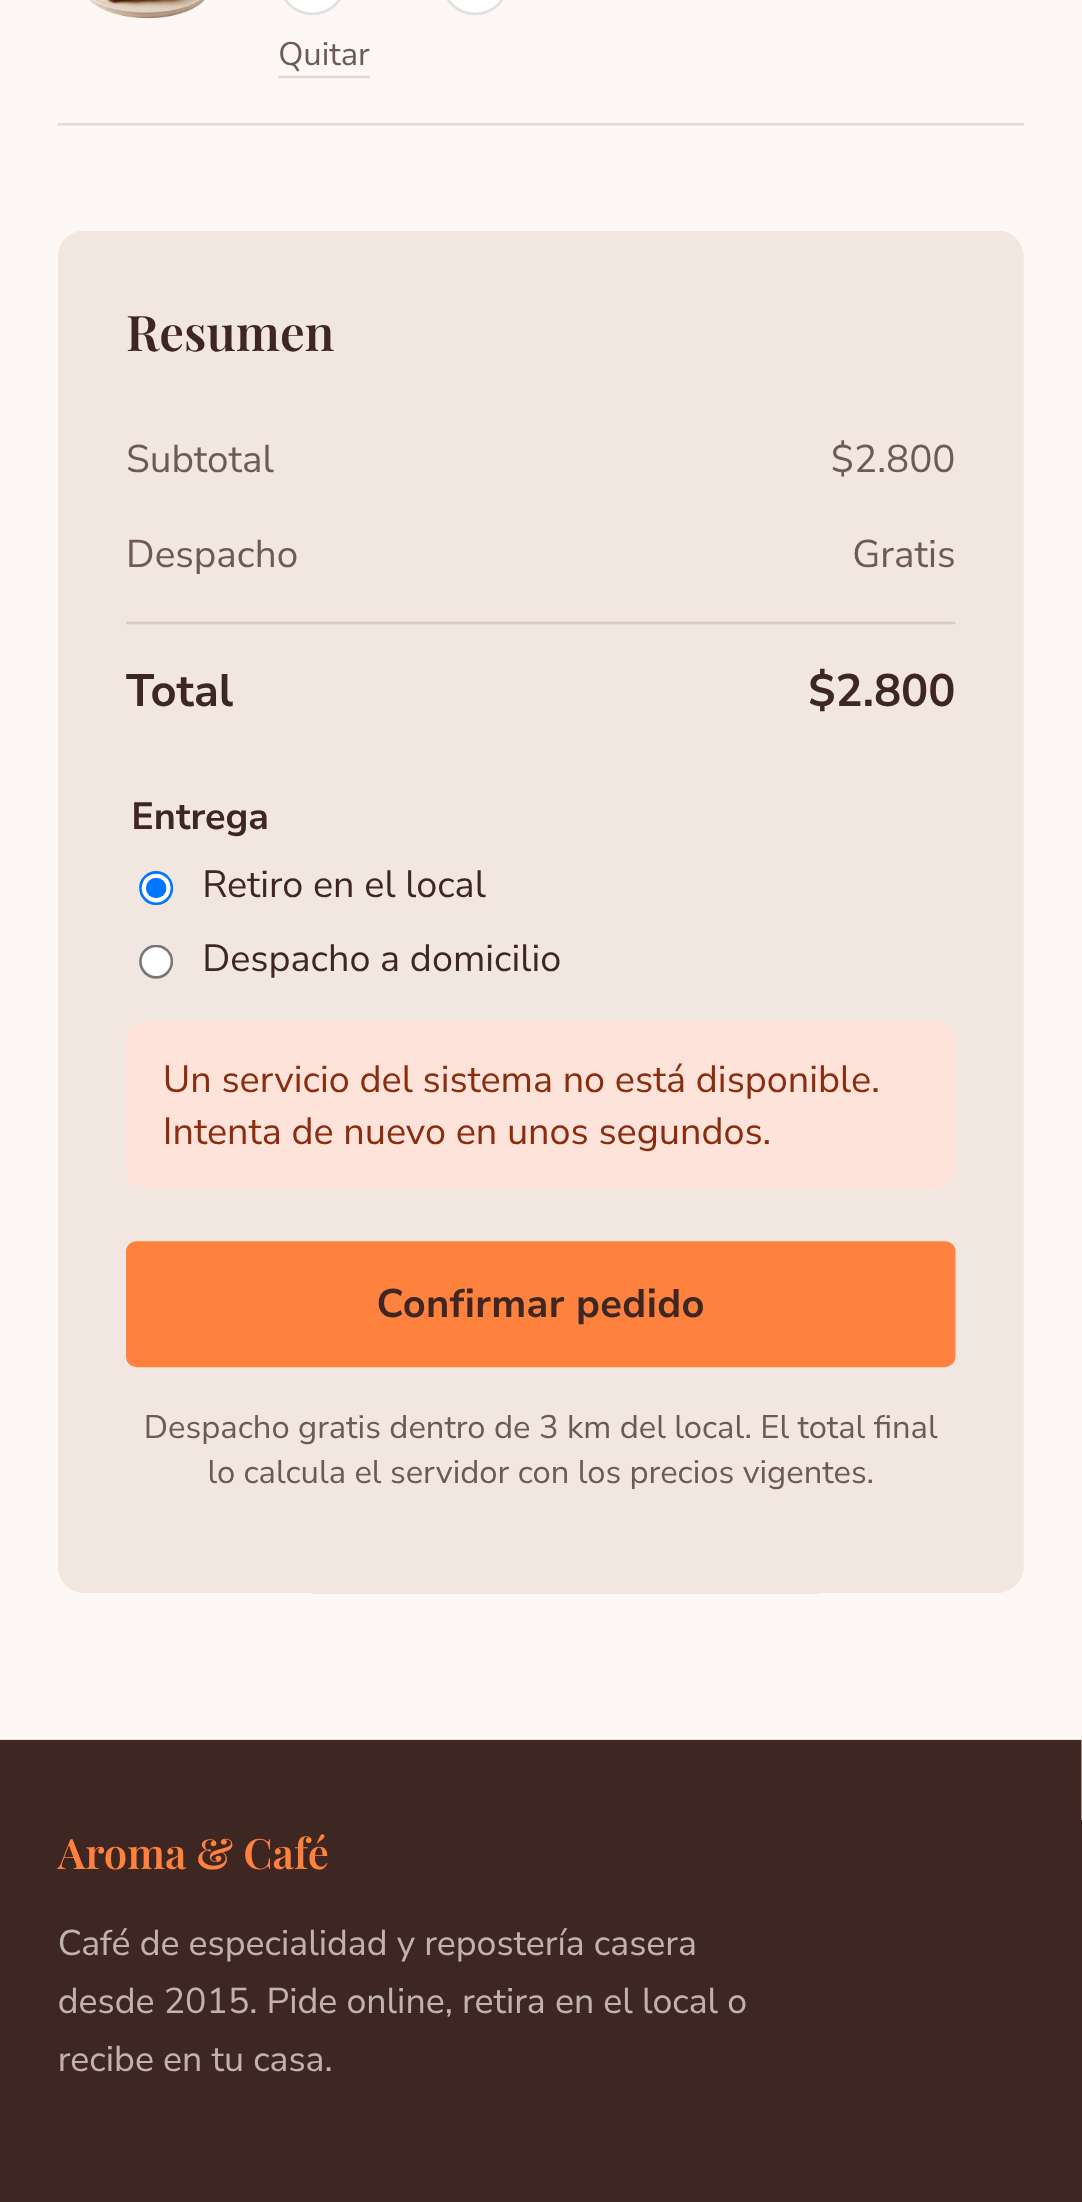 Quitar
Resumen
Subtotal $2.800
Despacho Gratis
Total $2.800
Entrega
Retiro en el local
Despacho a domicilio
Un servicio del sistema no está disponible.
Intenta de nuevo en unos segundos.
Confirmar pedido
Despacho gratis dentro de 3 km del local. El total final
lo calcula el servidor con los precios vigentes.
Aroma & Café
Café de especialidad y repostería casera
desde 2015. Pide online, retira en el local o
recibe en tu casa.